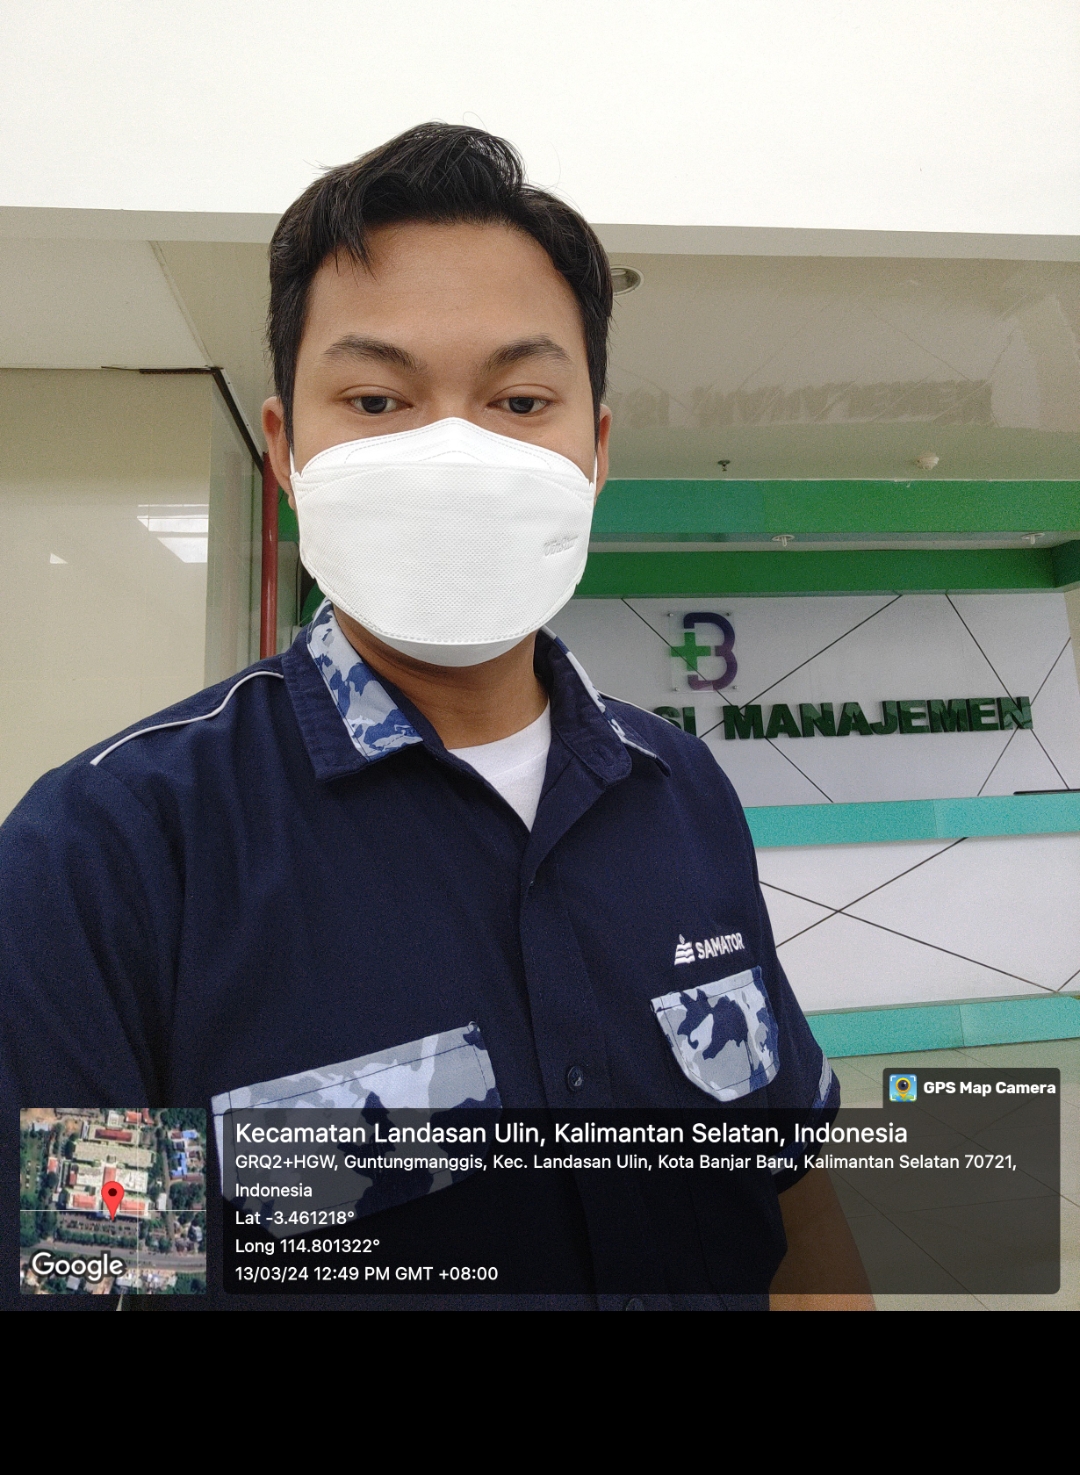 SI MANAJEMEN
SAMATOR
GPS Map Camera
Kecamatan Landasan Ulin, Kalimantan Selatan, Indonesia
GRQ2+HGW, Guntungmanggis, Kec. Landasan Ulin, Kota Banjar Baru, Kalimantan Selatan 70721,
Indonesia
Lat -3.461218°
Long 114.801322°
13/03/24 12:49 PM GMT +08:00
Google